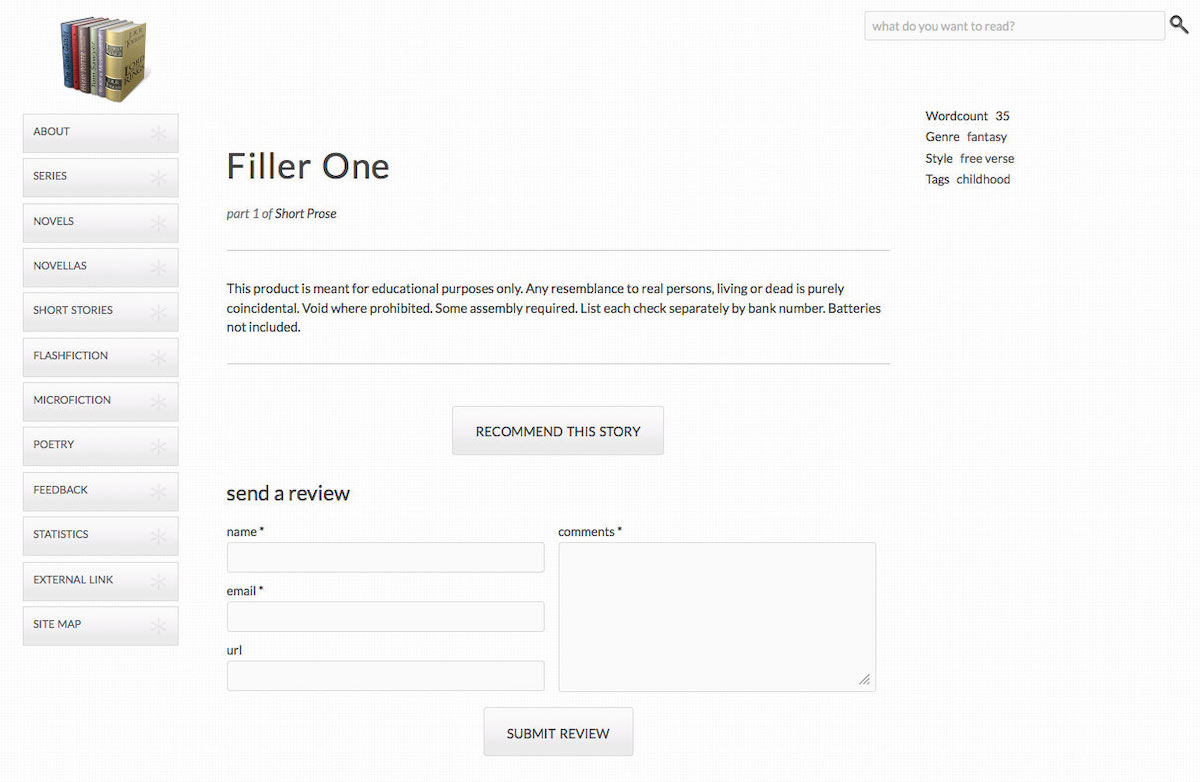 what do you want to read?
LORD
RINGS
ABOUT
SERIES
NOVELS
NOVELLAS
SHORT STORIES
FLASHFICTION
MICROFICTION
POETRY
FEEDBACK
STATISTICS
EXTERNAL LINK
SITE MAP
Filler One
part 1 of Short Prose
This product is meant for educational purposes only. Any resemblance to real persons, living or dead is purely
coincidental. Void where prohibited. Some assembly required. List each check separately by bank number. Batteries
not included.
RECOMMEND THIS STORY
send a review
name *
email *
url
comments *
SUBMIT REVIEW
Wordcount 35
Genre fantasy
Style free verse
Tags childhood